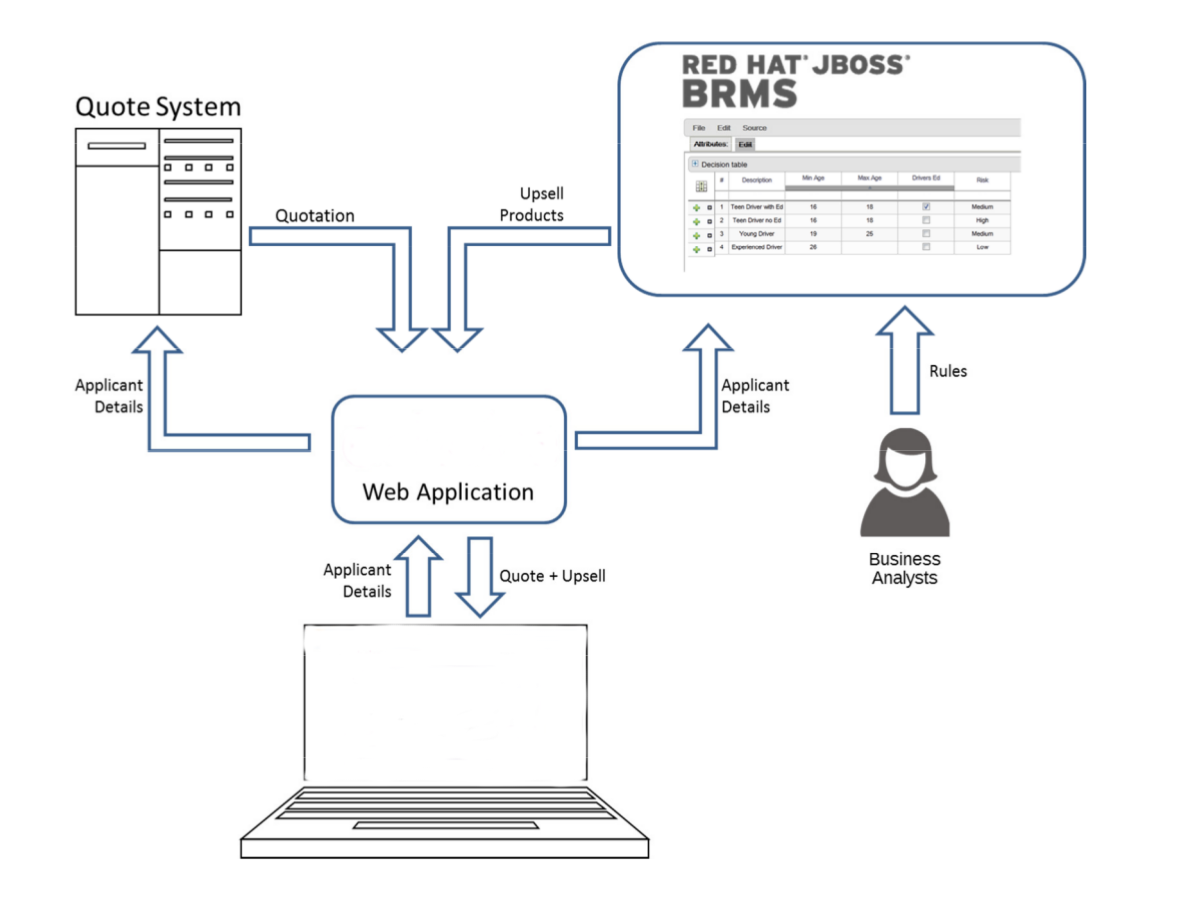 RED HAT® JBOSS®
BRMS
Quote System
File Edit Source
Attributes: Edit
Decision table
# Description Min Age Max Age Drivers Ed Risk
1 Teen Driver with Ed 16 18 Medium
2 Teen Driver no Ed 16 18 High
3 Young Driver 19 25 Medium
4 Experienced Driver 26 Low
Quotation
Upsell
Products
Applicant
Details
Applicant
Details
Rules
Web Application
Business
Analysts
Applicant
Details
Quote + Upsell